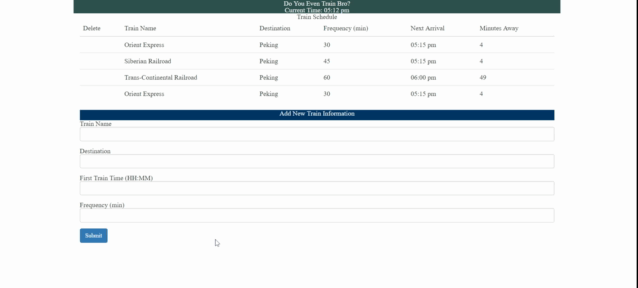 Do You Even Train Bro?
Current Time: 05:12 pm
Train Schedule
Delete Train Name Destination Frequency (min) Next Arrival Minutes Away
Orient Express Peking 30 05:15 pm 4
Siberian Railroad Peking 45 05:15 pm 4
Trans-Continental Railroad Peking 60 06:00 pm 49
Orient Express Peking 30 05:15 pm 4
Add New Train Information
Train Name
Destination
First Train Time (HH:MM)
Frequency (min)
Submit